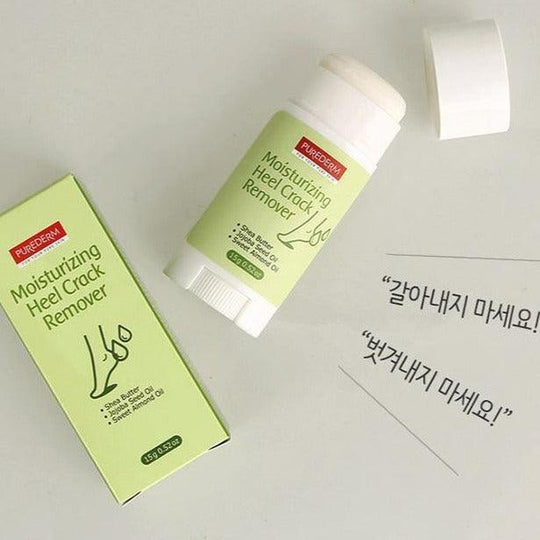 PUREDERM
Moisturizing
Heel Crack
Remover
• Shea Butter
• Jojoba Seed Oil
• Sweet Almond Oil
15g 0.52oz
PUREDERM
Moisturizing
Heel Crack
Remover
• Shea Butter
• Jojoba Seed Oil
• Sweet Almond Oil
15g 0.52 oz
“갈아내지 마세요!
“벗겨내지 마세요!”